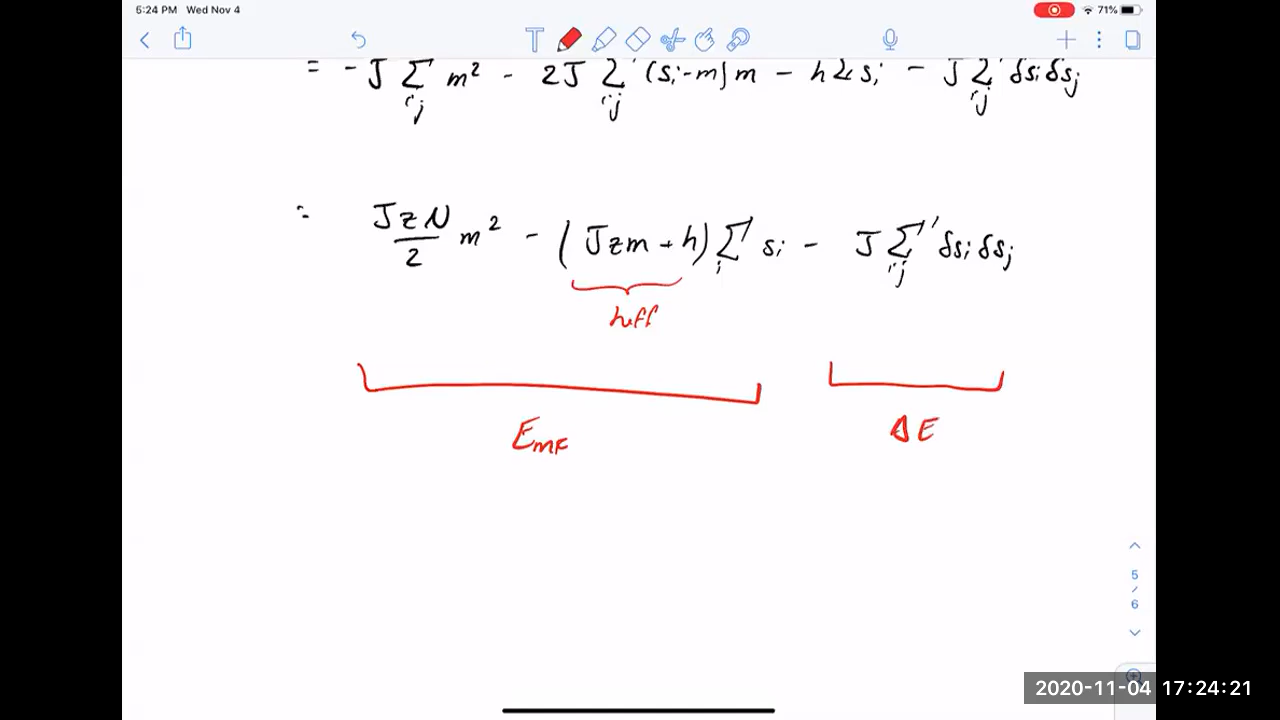 5:24 PM Wed Nov 4
71%
= - J Σ m² - 2J Σ' (sᵢ-m)m - h Σ sᵢ - J Σ' δsᵢ δsⱼ
ij ij ij
= JzN/2 m² - (Jzm + h) Σ sᵢ - J Σ' δsᵢ δsⱼ
i ij
heff
E_MF ΔE
5
/
6
2020-11-04 17:24:21